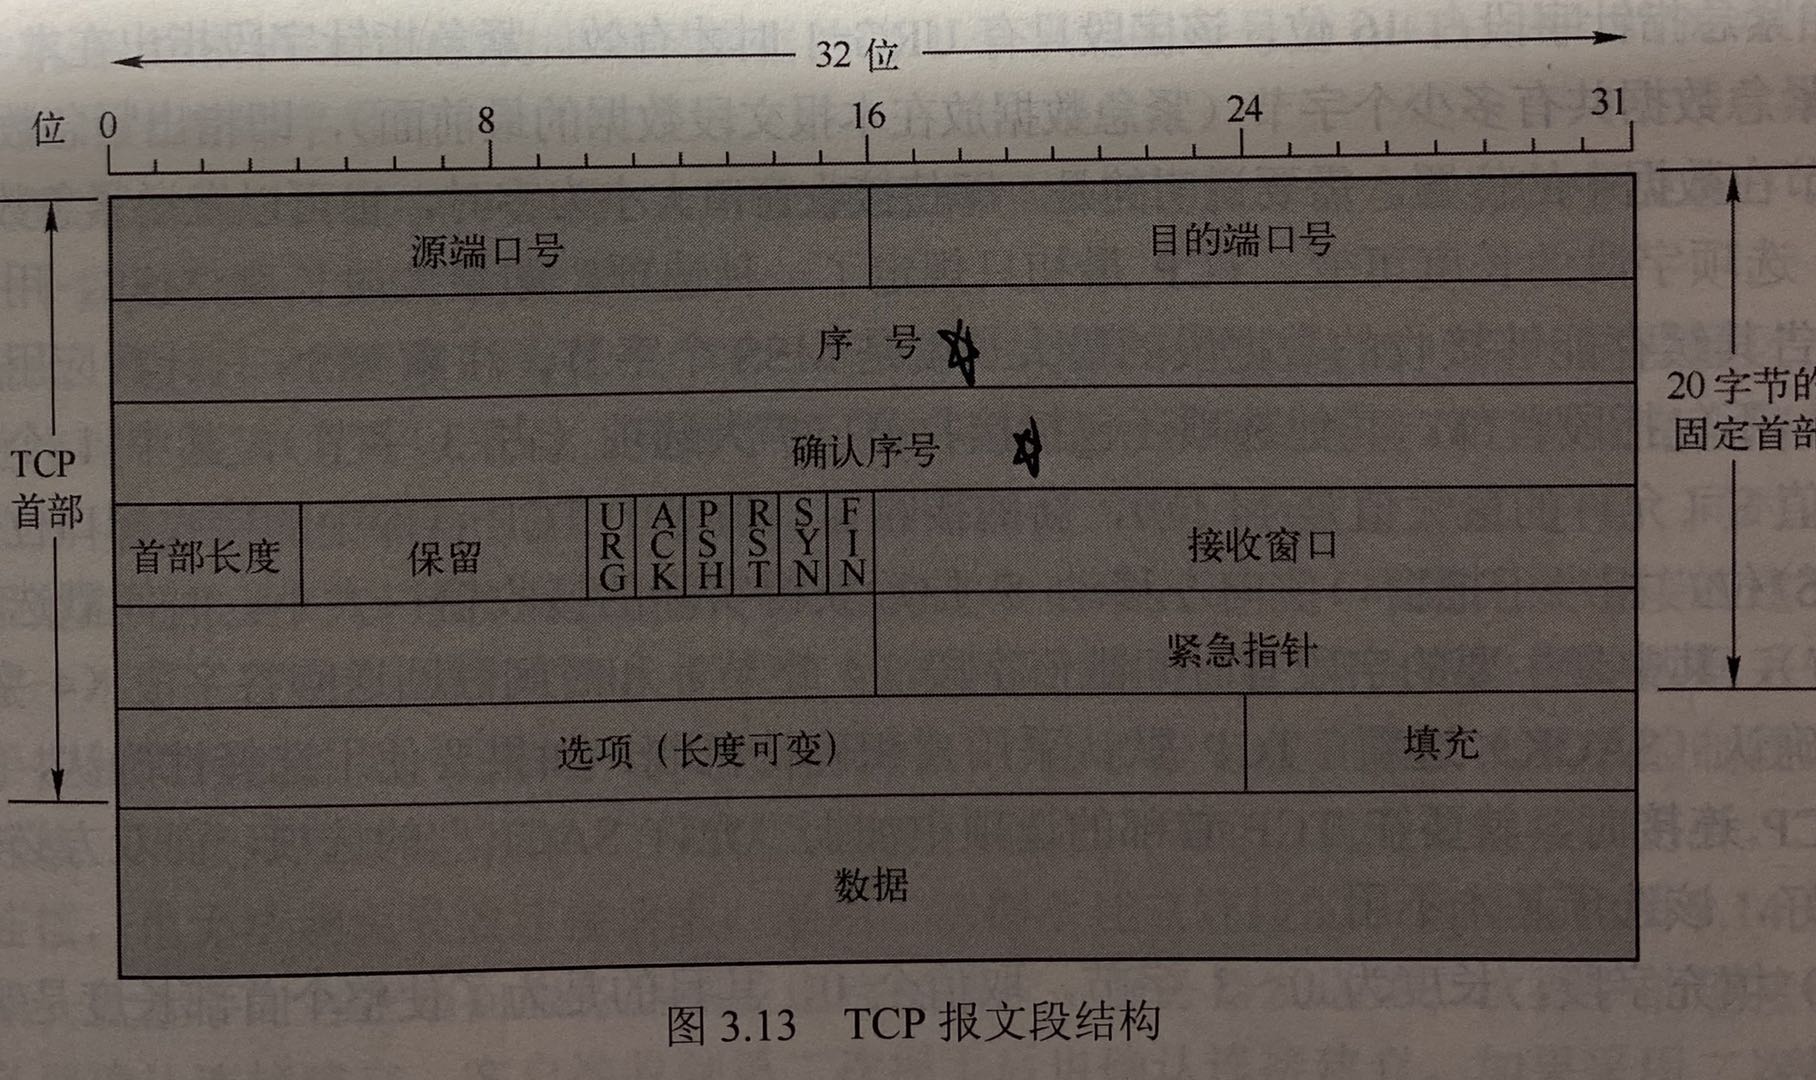 32 位
位 0 8 16 24 31
源端口号 目的端口号
序 号
确认序号
首部长度 保留 URG ACK PSH RST SYN FIN 接收窗口
紧急指针
选项（长度可变） 填充
数据
TCP
首部
20 字节的
固定首部
图 3.13 TCP 报文段结构